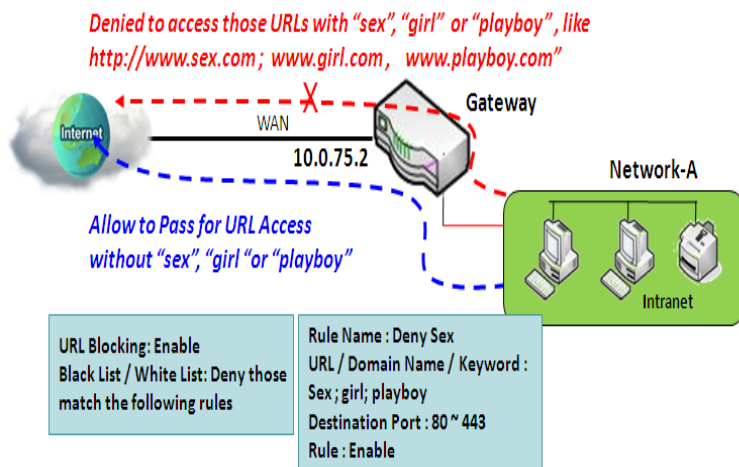 Denied to access those URLs with “sex”, “girl” or “playboy” , like
http://www.sex.com ; www.girl.com , www.playboy.com”
Gateway
Internet
WAN
10.0.75.2
Network-A
Allow to Pass for URL Access
without “sex”, “girl “or “playboy”
Intranet
URL Blocking: Enable
Black List / White List: Deny those
match the following rules
Rule Name : Deny Sex
URL / Domain Name / Keyword :
Sex ; girl; playboy
Destination Port : 80 ~ 443
Rule : Enable